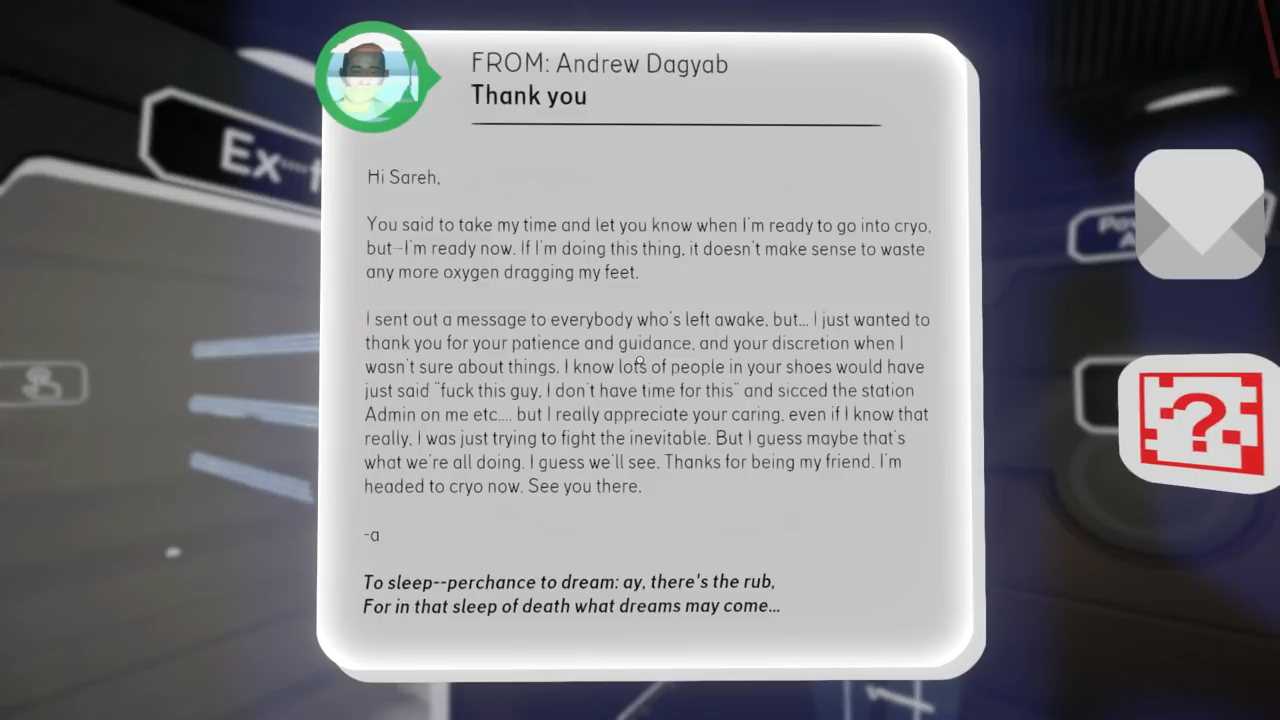 FROM: Andrew Dagyab
Thank you
Hi Sareh,
You said to take my time and let you know when I'm ready to go into cryo,
but--I'm ready now. If I'm doing this thing, it doesn't make sense to waste
any more oxygen dragging my feet.
I sent out a message to everybody who's left awake, but... I just wanted to
thank you for your patience and guidance, and your discretion when I
wasn't sure about things. I know lots of people in your shoes would have
just said "fuck this guy, I don't have time for this" and sicced the station
Admin on me etc.... but I really appreciate your caring, even if I know that
really, I was just trying to fight the inevitable. But I guess maybe that's
what we're all doing. I guess we'll see. Thanks for being my friend. I'm
headed to cryo now. See you there.
-a
To sleep--perchance to dream: ay, there's the rub,
For in that sleep of death what dreams may come...
?